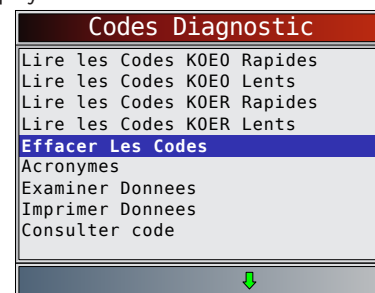 Codes Diagnostic
Lire les Codes KOEO Rapides
Lire les Codes KOEO Lents
Lire les Codes KOER Rapides
Lire les Codes KOER Lents
Effacer Les Codes
Acronymes
Examiner Donnees
Imprimer Donnees
Consulter code